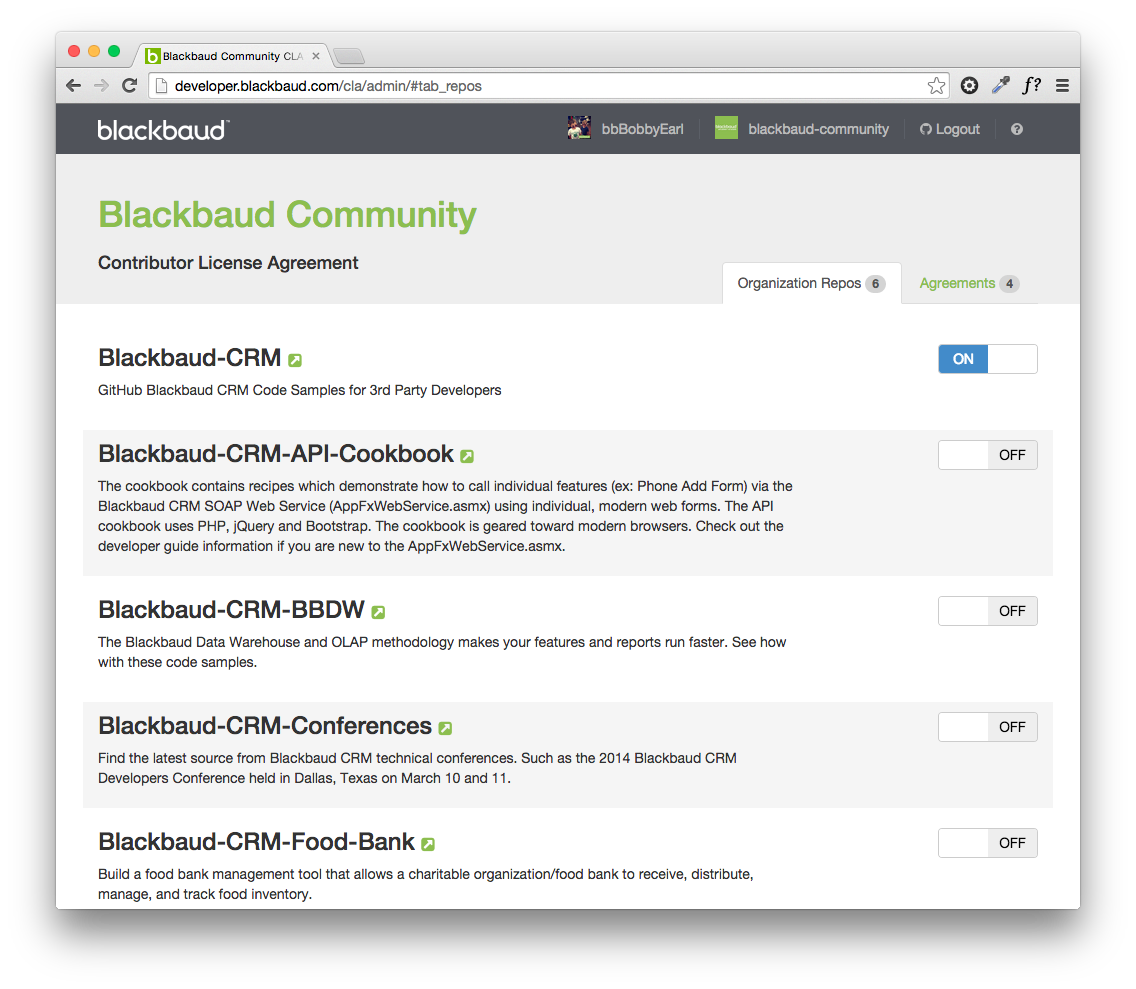 Blackbaud Community CLA
developer.blackbaud.com/cla/admin/#tab_repos
f?
blackbaud™
bbBobbyEarl
blackbaud-community
Logout
?
Blackbaud Community
Contributor License Agreement
Organization Repos 6
Agreements 4
Blackbaud-CRM
ON
GitHub Blackbaud CRM Code Samples for 3rd Party Developers
Blackbaud-CRM-API-Cookbook
OFF
The cookbook contains recipes which demonstrate how to call individual features (ex: Phone Add Form) via the
Blackbaud CRM SOAP Web Service (AppFxWebService.asmx) using individual, modern web forms. The API
cookbook uses PHP, jQuery and Bootstrap. The cookbook is geared toward modern browsers. Check out the
developer guide information if you are new to the AppFxWebService.asmx.
Blackbaud-CRM-BBDW
OFF
The Blackbaud Data Warehouse and OLAP methodology makes your features and reports run faster. See how
with these code samples.
Blackbaud-CRM-Conferences
OFF
Find the latest source from Blackbaud CRM technical conferences. Such as the 2014 Blackbaud CRM
Developers Conference held in Dallas, Texas on March 10 and 11.
Blackbaud-CRM-Food-Bank
OFF
Build a food bank management tool that allows a charitable organization/food bank to receive, distribute,
manage, and track food inventory.